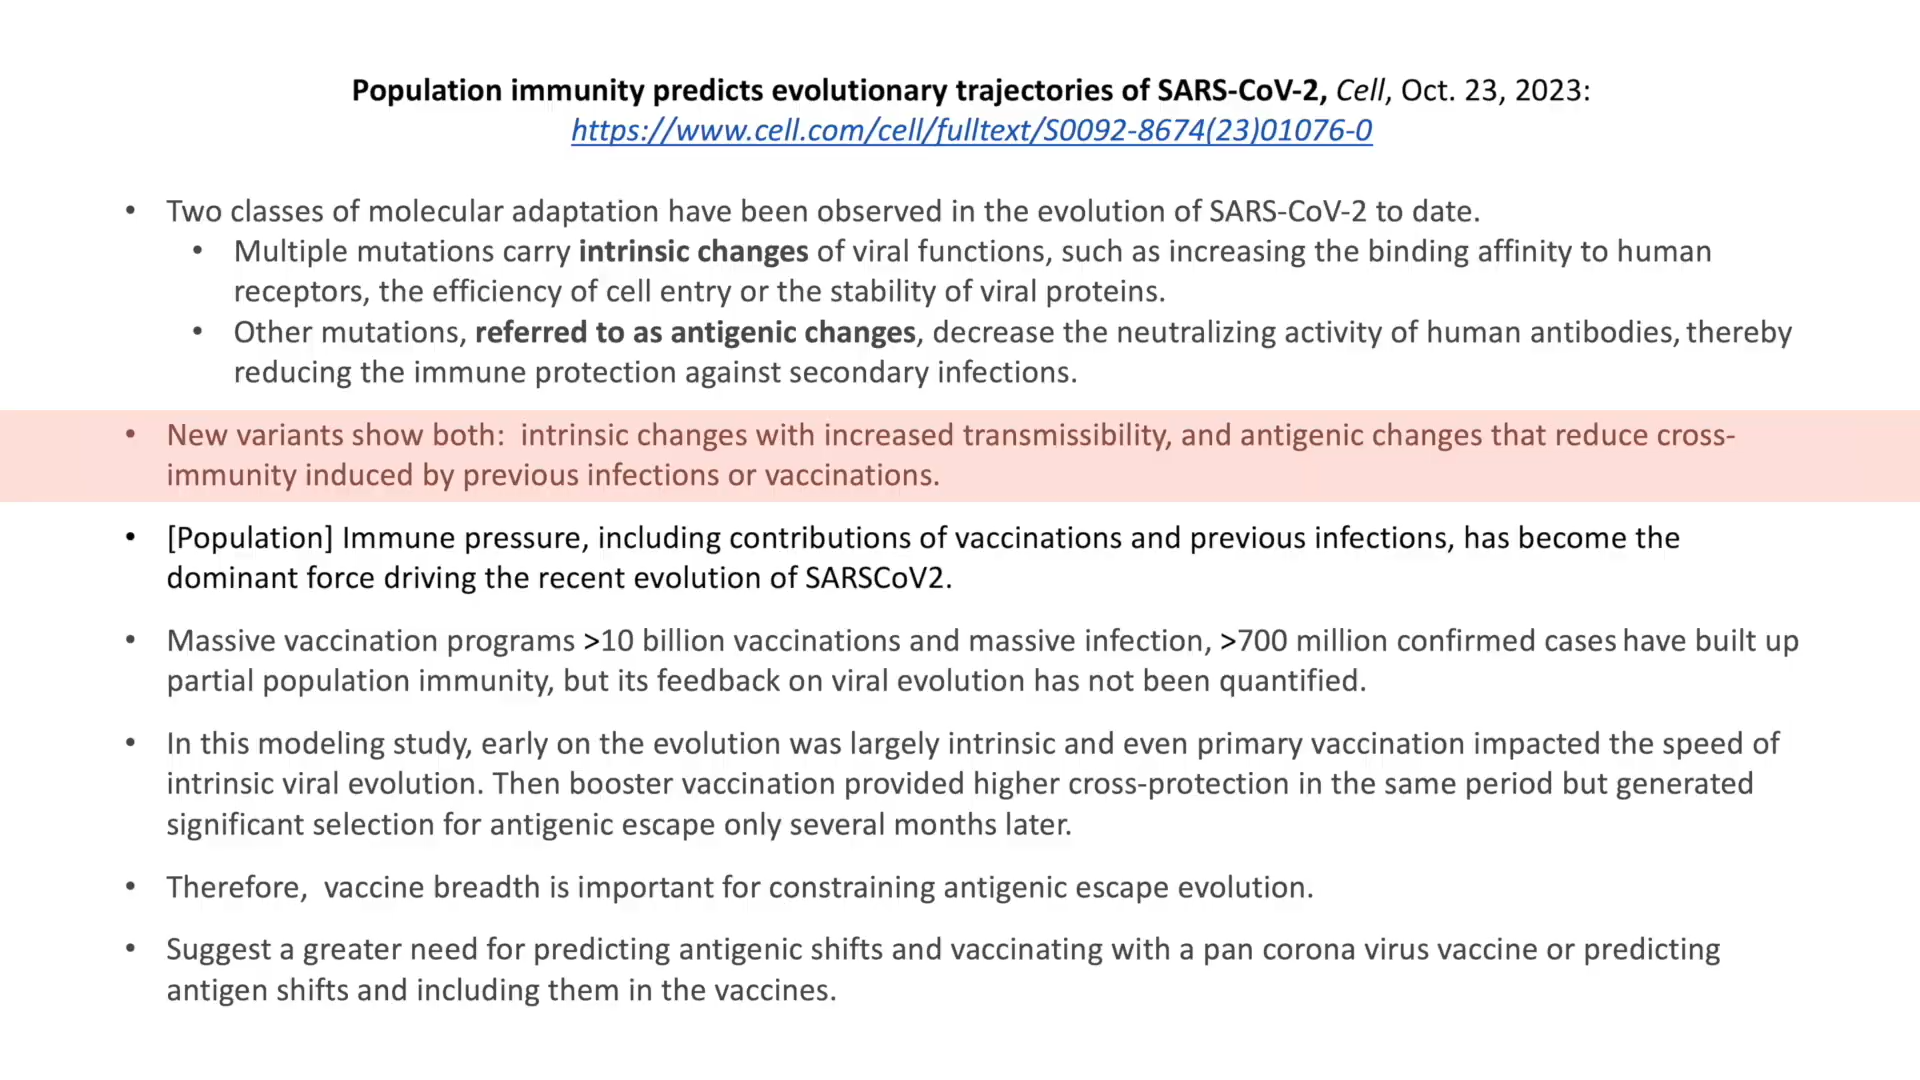 Population immunity predicts evolutionary trajectories of SARS-CoV-2, Cell, Oct. 23, 2023:
https://www.cell.com/cell/fulltext/S0092-8674(23)01076-0
• Two classes of molecular adaptation have been observed in the evolution of SARS-CoV-2 to date.
• Multiple mutations carry intrinsic changes of viral functions, such as increasing the binding affinity to human
receptors, the efficiency of cell entry or the stability of viral proteins.
• Other mutations, referred to as antigenic changes, decrease the neutralizing activity of human antibodies, thereby
reducing the immune protection against secondary infections.
• New variants show both:  intrinsic changes with increased transmissibility, and antigenic changes that reduce cross-
immunity induced by previous infections or vaccinations.
• [Population] Immune pressure, including contributions of vaccinations and previous infections, has become the
dominant force driving the recent evolution of SARSCoV2.
• Massive vaccination programs >10 billion vaccinations and massive infection, >700 million confirmed cases have built up
partial population immunity, but its feedback on viral evolution has not been quantified.
• In this modeling study, early on the evolution was largely intrinsic and even primary vaccination impacted the speed of
intrinsic viral evolution. Then booster vaccination provided higher cross-protection in the same period but generated
significant selection for antigenic escape only several months later.
• Therefore,  vaccine breadth is important for constraining antigenic escape evolution.
• Suggest a greater need for predicting antigenic shifts and vaccinating with a pan corona virus vaccine or predicting
antigen shifts and including them in the vaccines.